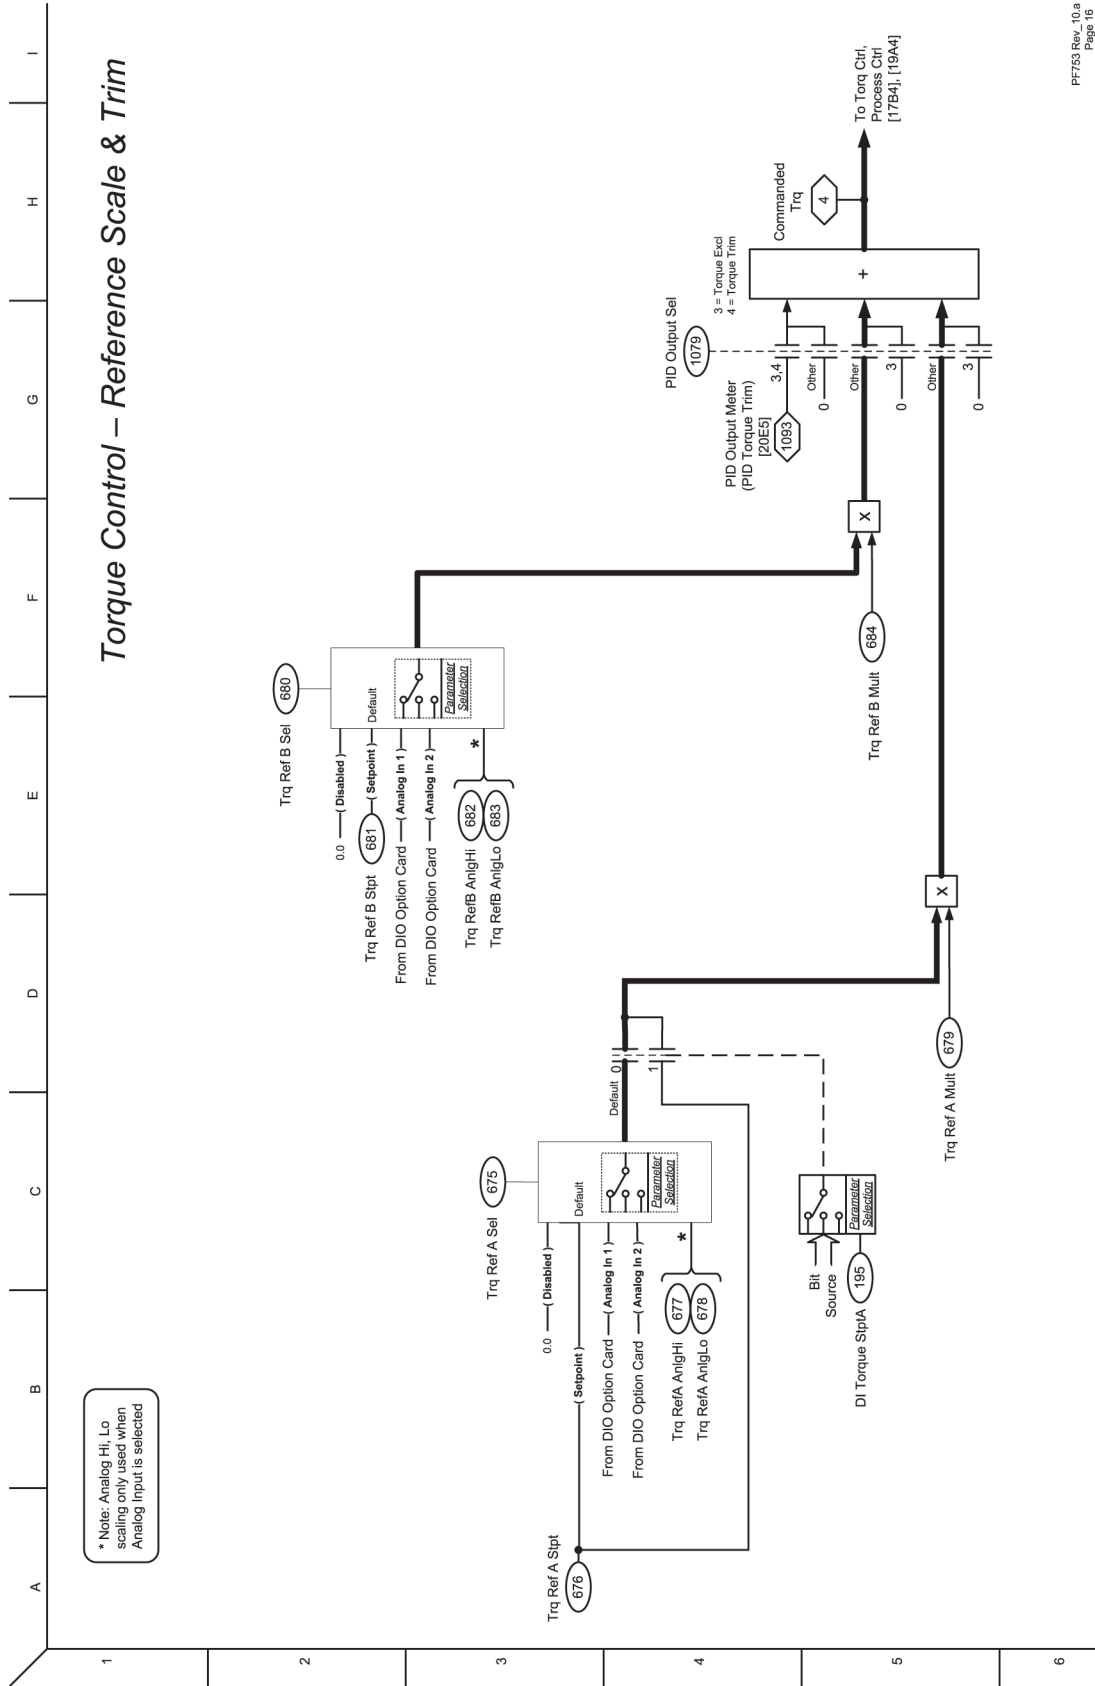 A
B
C
D
E
F
G
H
I
1
2
3
4
5
6
Torque Control – Reference Scale & Trim
* Note: Analog Hi, Lo
scaling only used when
Analog Input is selected
Trq Ref B Sel
680
0.0
( Disabled )
Trq Ref B Stpt
681
( Setpoint )
Default
From DIO Option Card
( Analog In 1 )
From DIO Option Card
( Analog In 2 )
Parameter
Selection
*
Trq RefB AnlgHi
682
Trq RefB AnlgLo
683
Trq Ref A Sel
675
0.0
( Disabled )
Trq Ref A Stpt
676
( Setpoint )
Default
From DIO Option Card
( Analog In 1 )
From DIO Option Card
( Analog In 2 )
Parameter
Selection
*
Trq RefA AnlgHi
677
Trq RefA AnlgLo
678
Default
0
1
Bit
Source
DI Torque StptA
195
Parameter
Selection
Trq Ref A Mult
679
X
Trq Ref B Mult
684
X
PID Output Sel
1079
PID Output Meter
(PID Torque Trim)
[20E5]
1093
3,4
Other
0
Other
3
0
Other
3
0
3 = Torque Excl
4 = Torque Trim
+
Commanded
Trq
4
To Torq Ctrl,
Process Ctrl
[17B4], [19A4]
PF753 Rev_10.a
Page 16